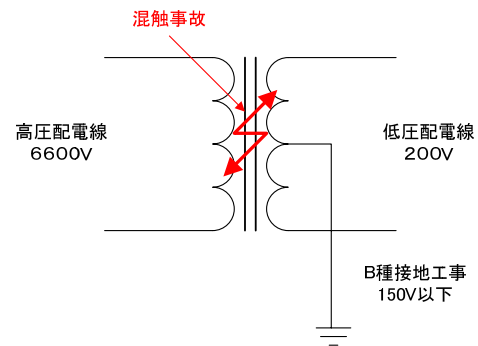 混触事故
高圧配電線
6600V
低圧配電線
200V
B種接地工事
150V以下